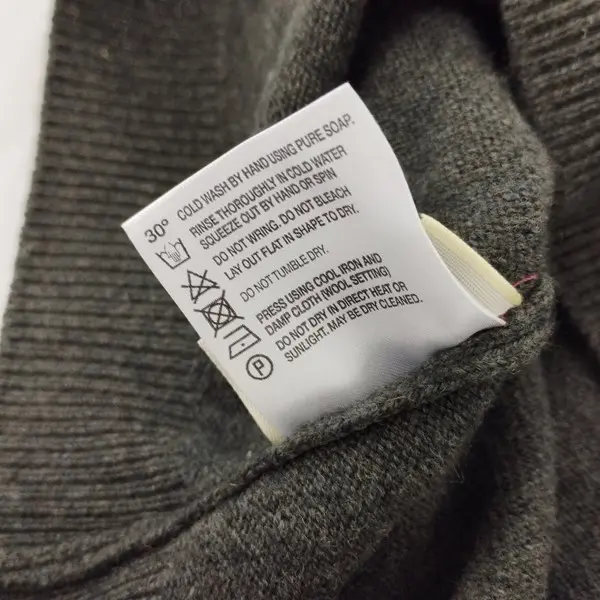 30° COLD WASH BY HAND USING PURE SOAP.
RINSE THOROUGHLY IN COLD WATER
SQUEEZE OUT BY HAND OR SPIN
DO NOT WRING. DO NOT BLEACH
LAY OUT FLAT IN SHAPE TO DRY.
DO NOT TUMBLE DRY.
PRESS USING COOL IRON AND
DAMP CLOTH (WOOL SETTING)
DO NOT DRY IN DIRECT HEAT OR
SUNLIGHT. MAY BE DRY CLEANED.
P